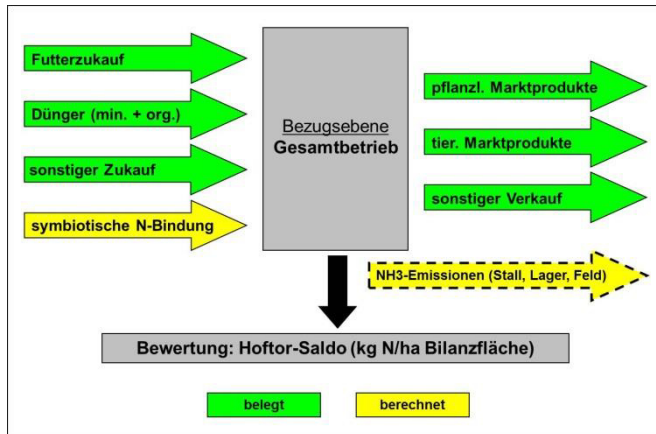 Futterzukauf
Dünger (min. + org.)
sonstiger Zukauf
symbiotische N-Bindung
Bezugsebene
Gesamtbetrieb
pflanzl. Marktprodukte
tier. Marktprodukte
sonstiger Verkauf
NH3-Emissionen (Stall, Lager, Feld)
Bewertung: Hoftor-Saldo (kg N/ha Bilanzfläche)
belegt
berechnet